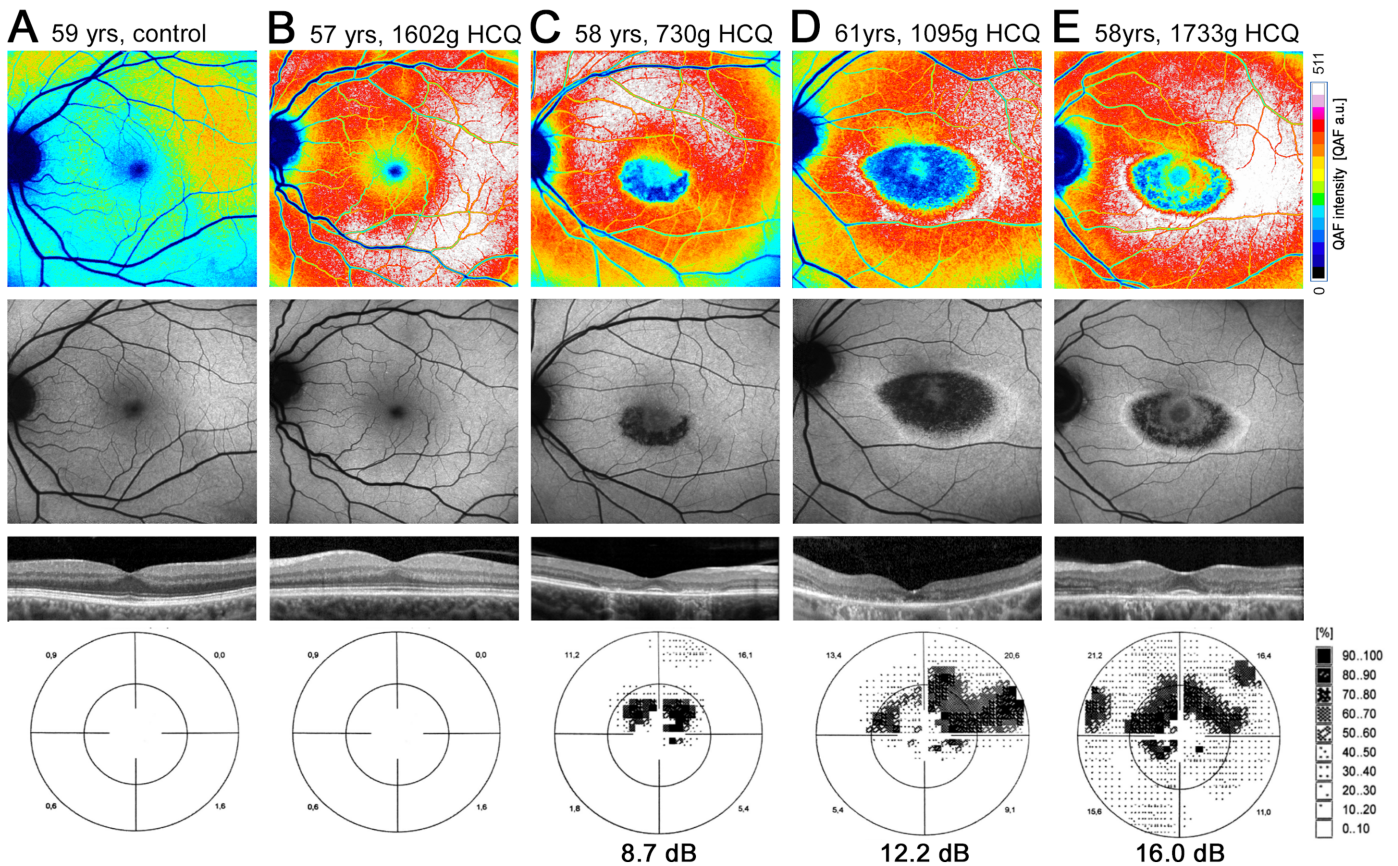 A 59 yrs, control
B 57 yrs, 1602g HCQ
C 58 yrs, 730g HCQ
D 61yrs, 1095g HCQ
E 58yrs, 1733g HCQ
511
QAF intensity [QAF a.u.]
0
0,9 0,0
0,6 1,6
0,9 0,0
0,6 1,6
11,2 16,1
1,8 5,4
13,4 20,6
5,4 9,1
21,2 16,4
15,6 11,0
[%]
90..100
80..90
70..80
60..70
50..60
40..50
30..40
20..30
10..20
0..10
8.7 dB
12.2 dB
16.0 dB